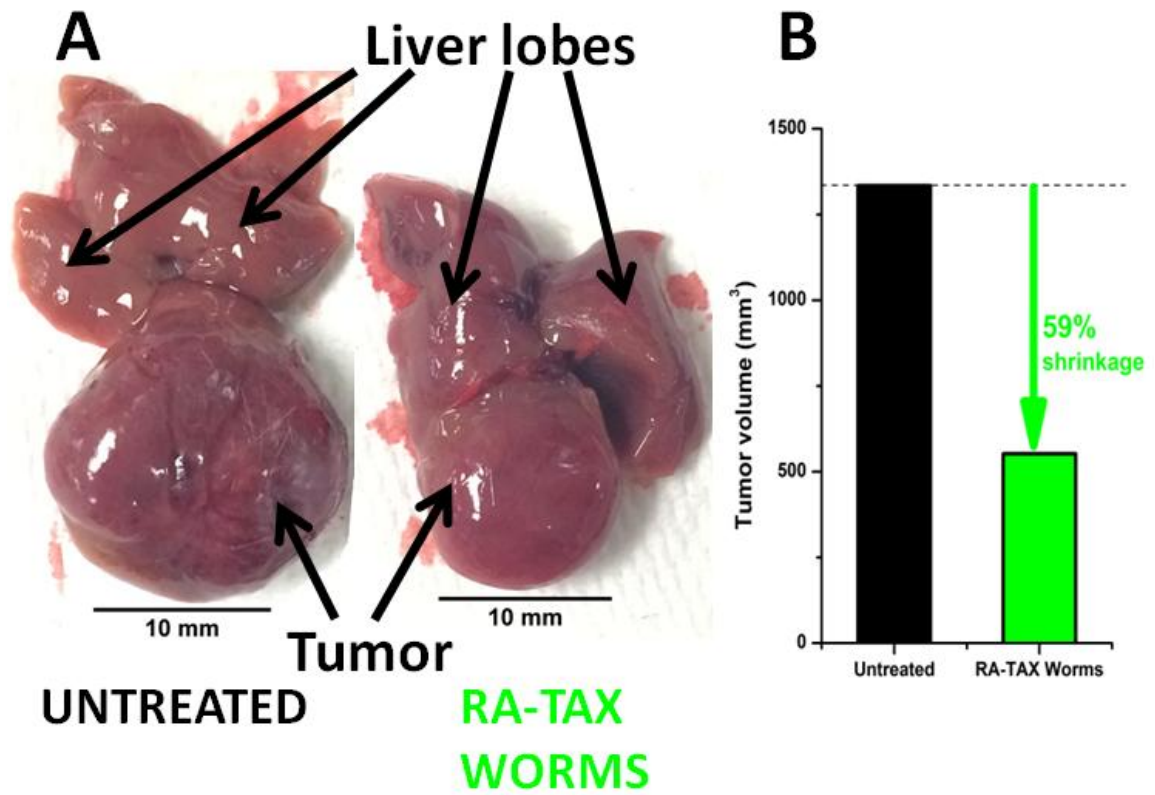 A
Liver lobes
10 mm
10 mm
Tumor
UNTREATED
RA-TAX
WORMS
B
1500
1000
500
0
Tumor volume (mm³)
59%
shrinkage
Untreated
RA-TAX Worms